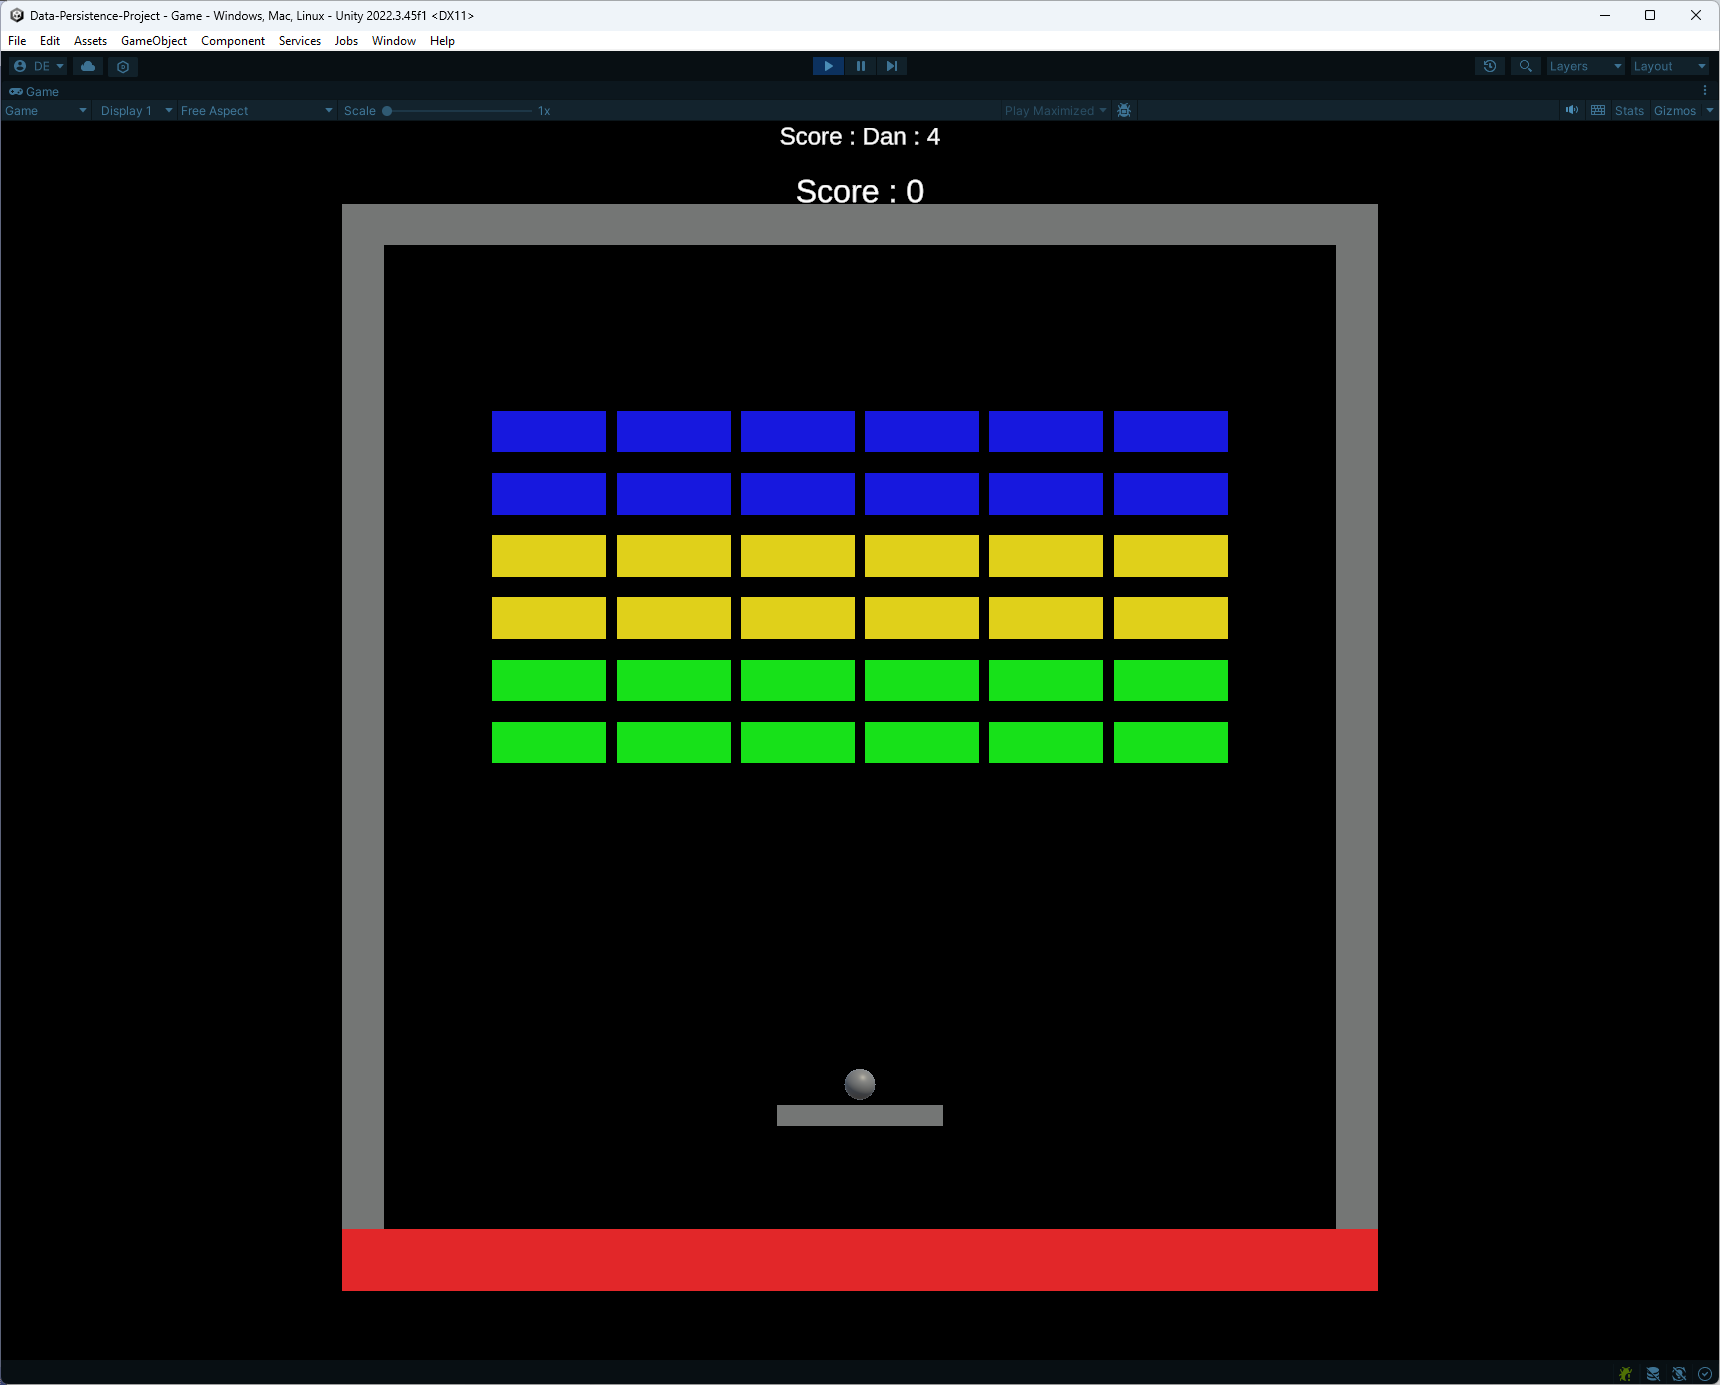 Data-Persistence-Project - Game - Windows, Mac, Linux - Unity 2022.3.45f1 <DX11>
File Edit Assets GameObject Component Services Jobs Window Help
DE Layers Layout
Game
Game Display 1 Free Aspect Scale 1x Play Maximized Stats Gizmos
Score : Dan : 4
Score : 0